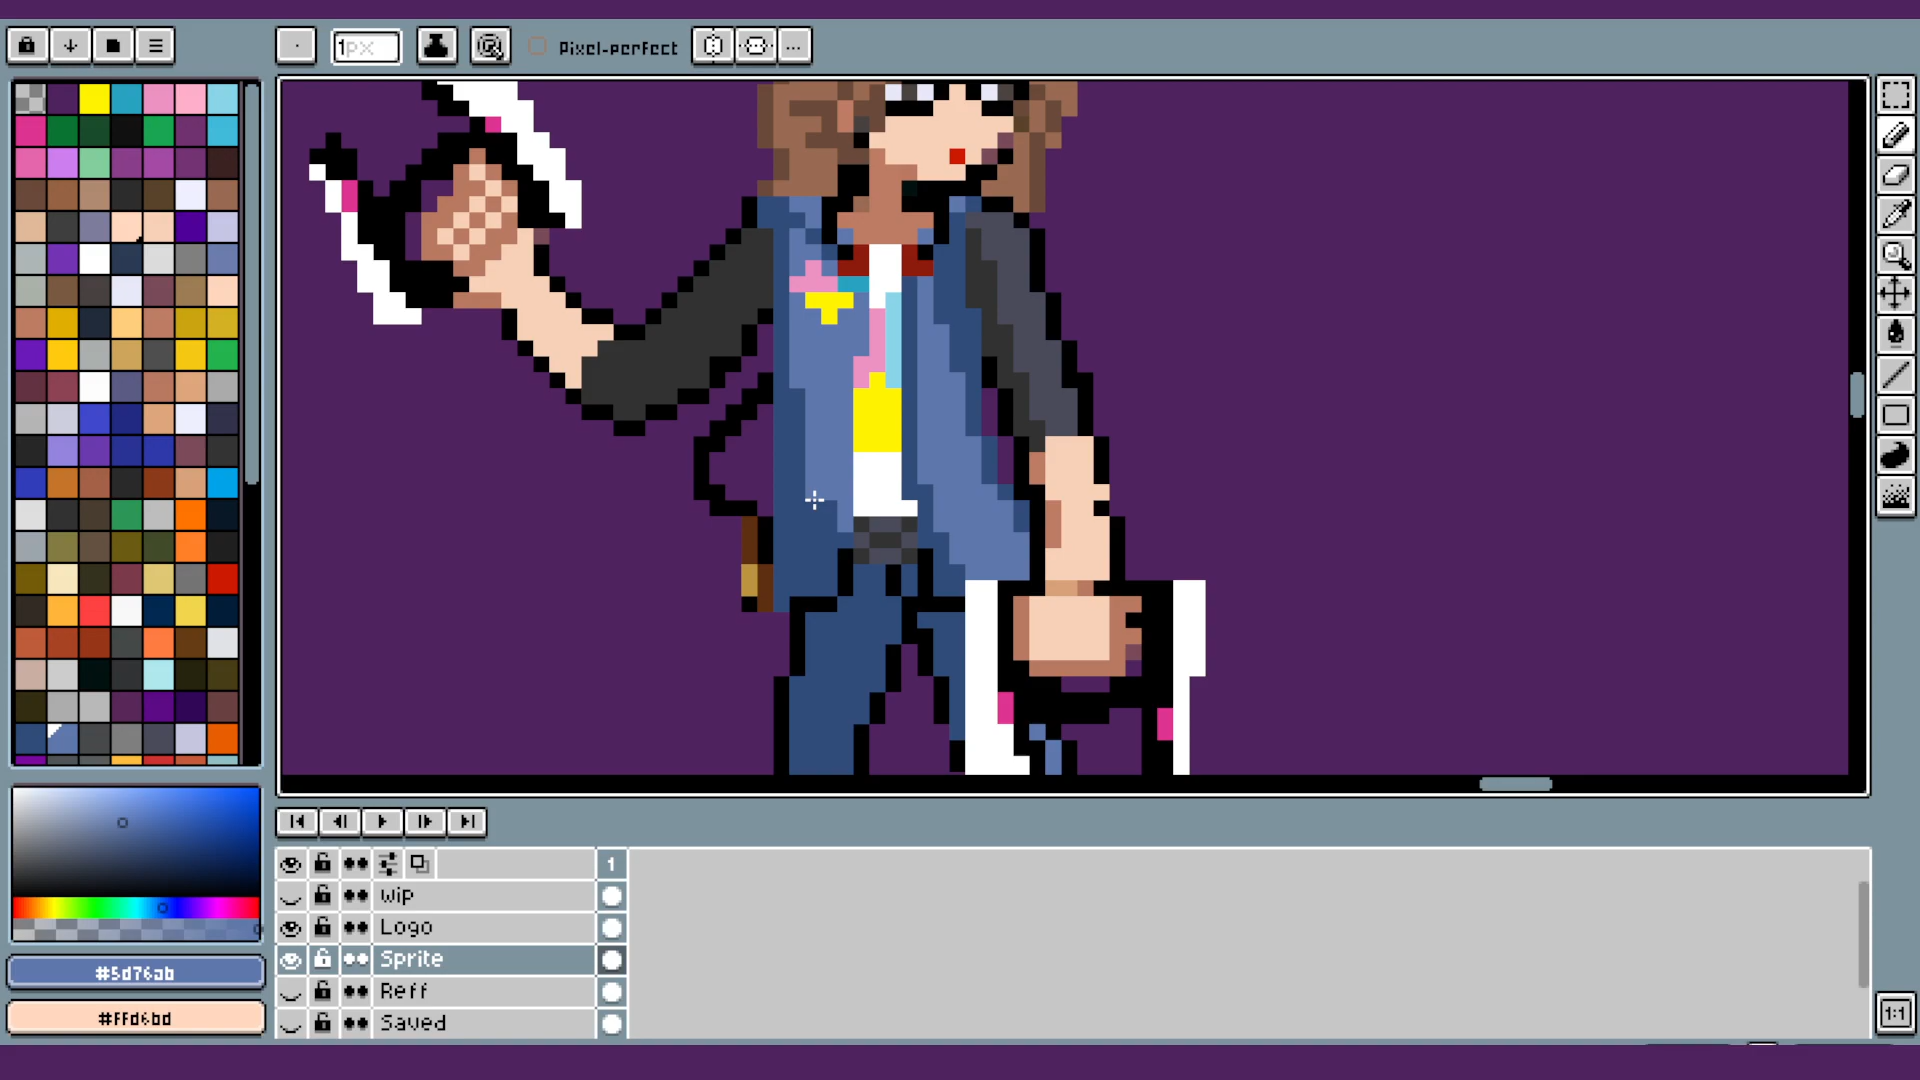 1px
Pixel-perfect
1
Wip
Logo
Sprite
Reff
Saved
#5d76ab
#ffd6bd
1:1